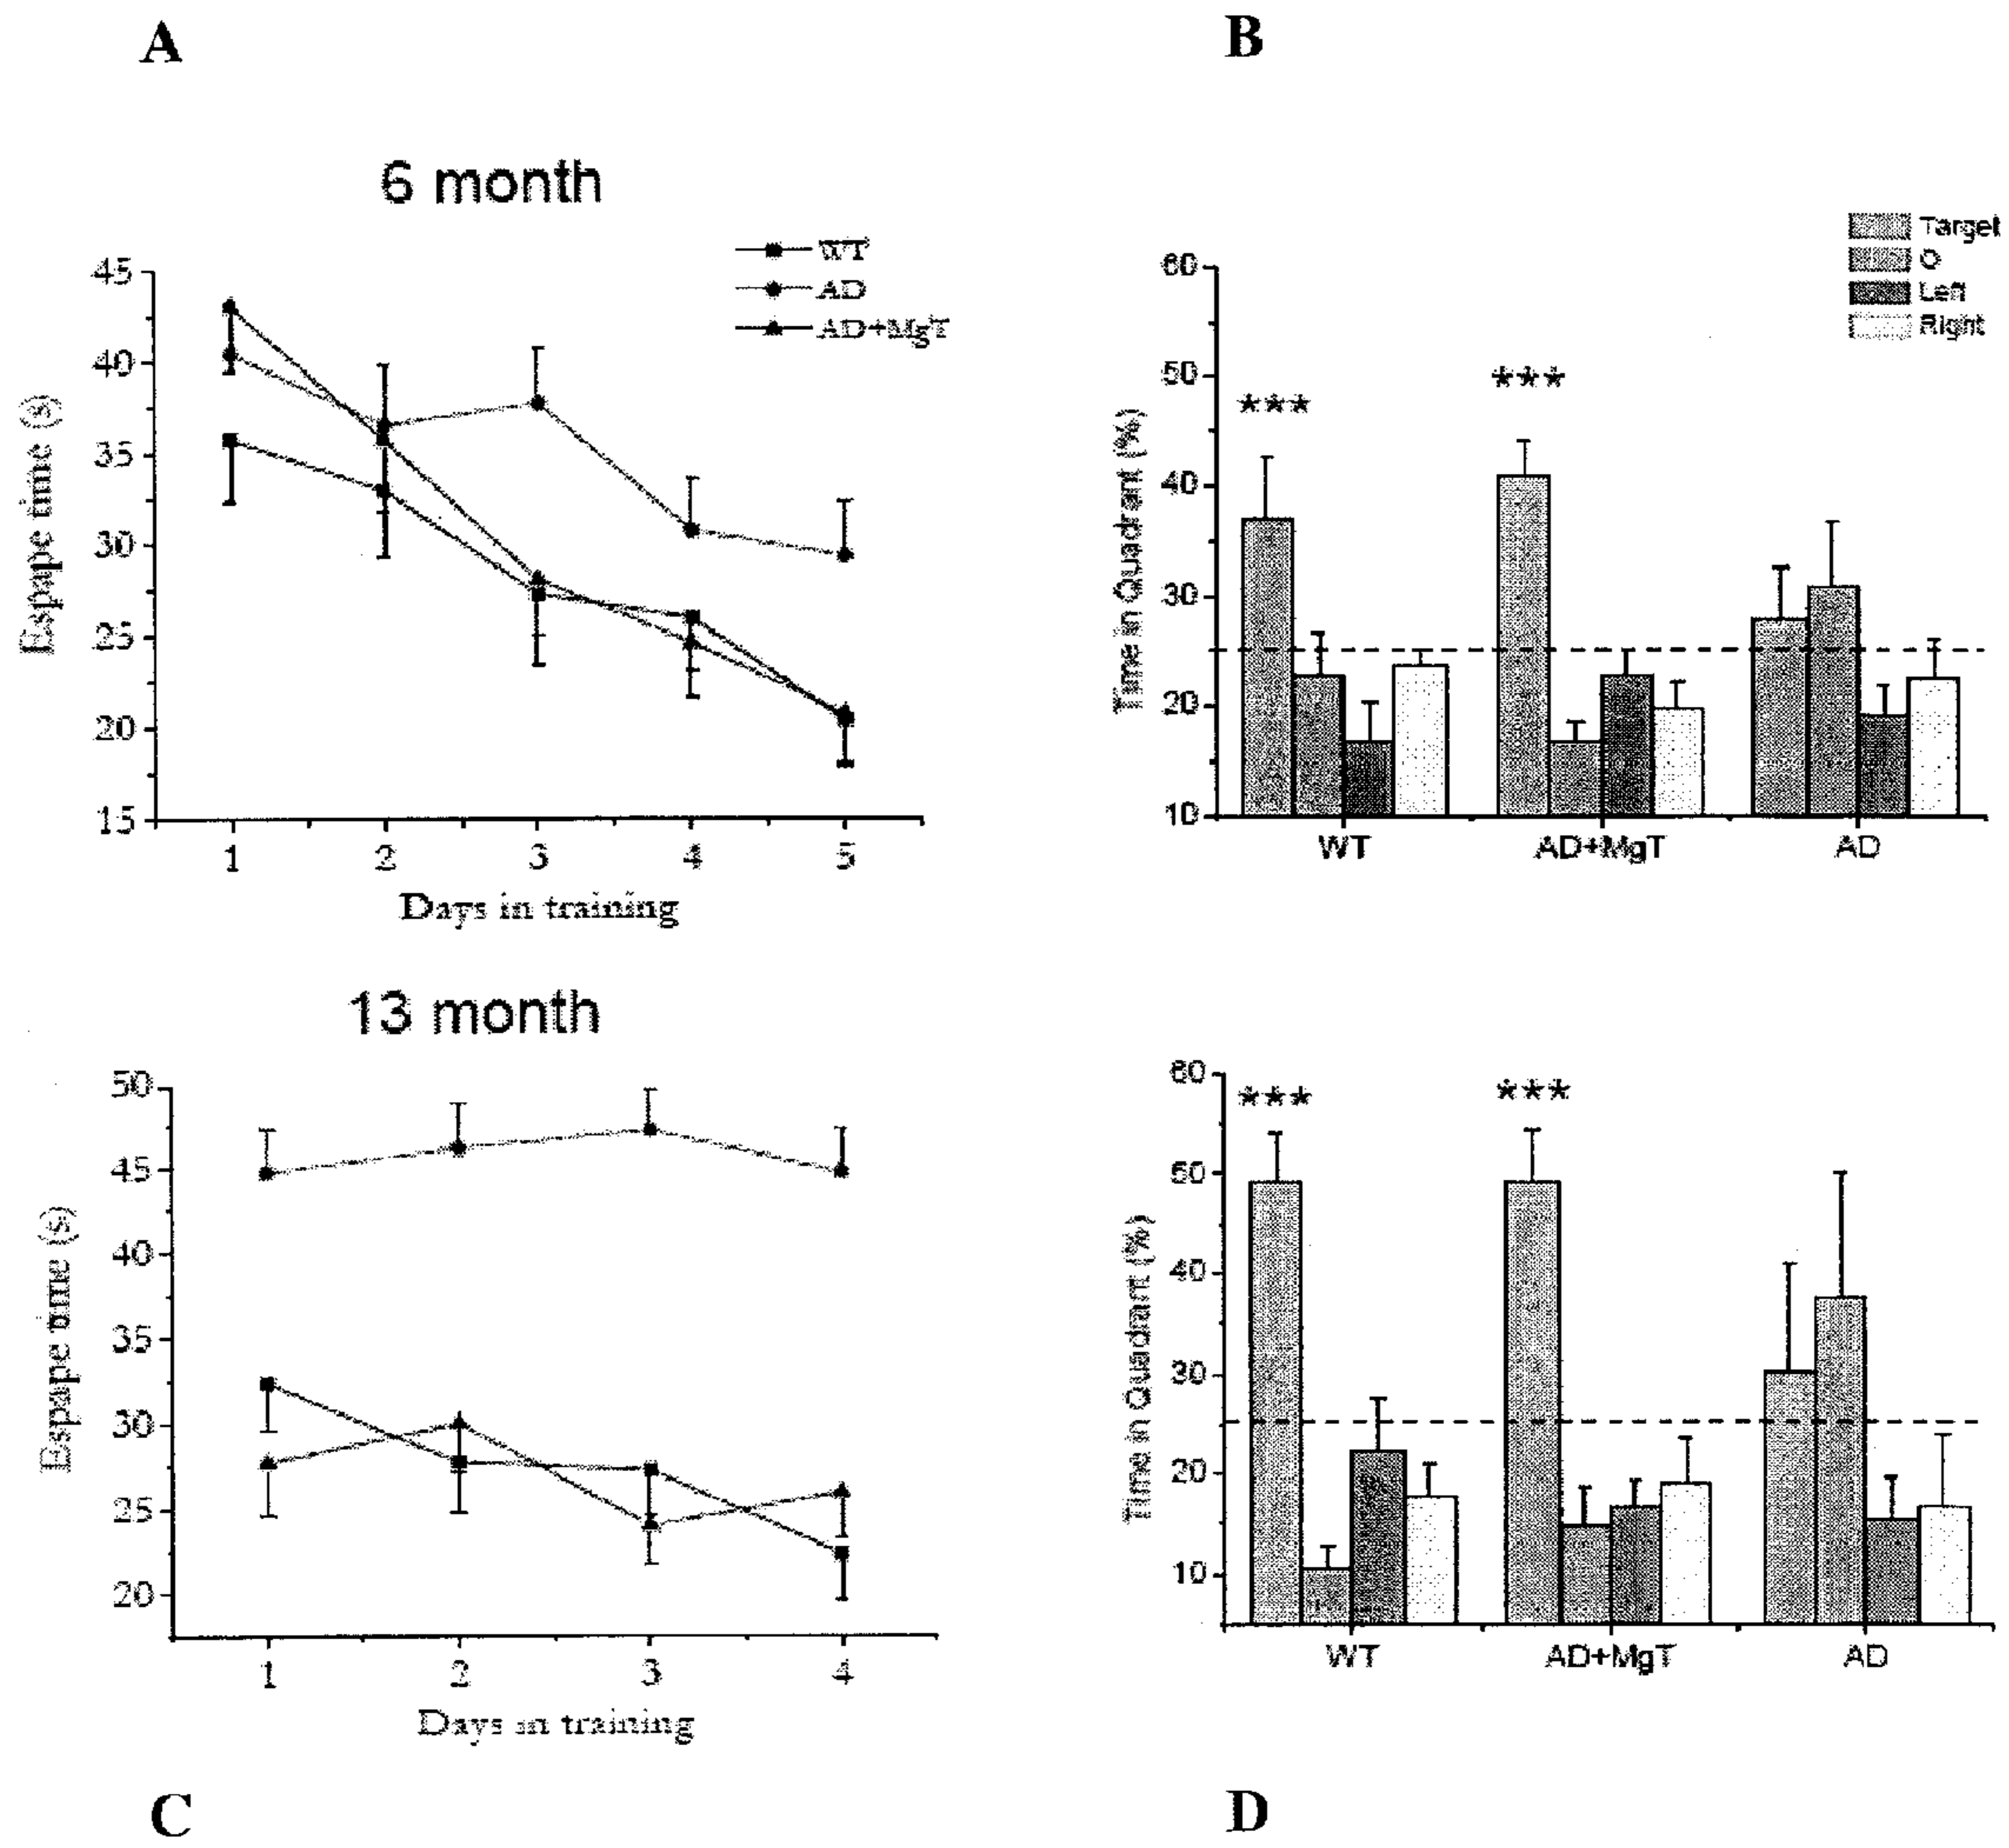 A
B
6 month
WT
AD
AD+MgT
45
40
35
30
25
20
15
Espape time (s)
1 2 3 4 5
Days in training
Target
O
Left
Right
60
50
40
30
20
10
Time in Quadrant (%)
***
***
WT AD+MgT AD
13 month
50
45
40
35
30
25
20
Espape time (s)
1 2 3 4
Days in training
60
50
40
30
20
10
Time in Quadrant (%)
***
***
WT AD+MgT AD
C
D